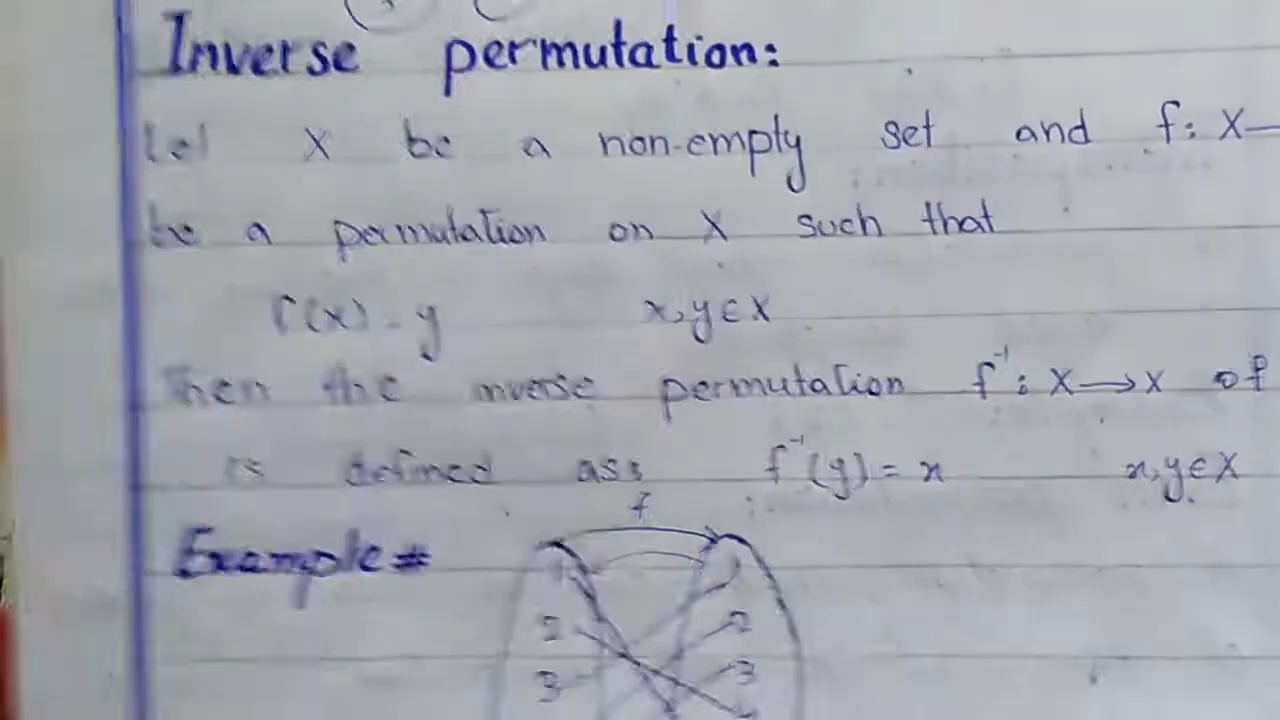 Inverse permutation:
Let X be a non-empty set and f: X—
be a permutation on X such that
f(x) = y x,y∈X
Then the inverse permutation f⁻¹: X⟶X of
is defined as: f⁻¹(y) = x x,y∈X
f
Example#
1 1
2 2
3 3